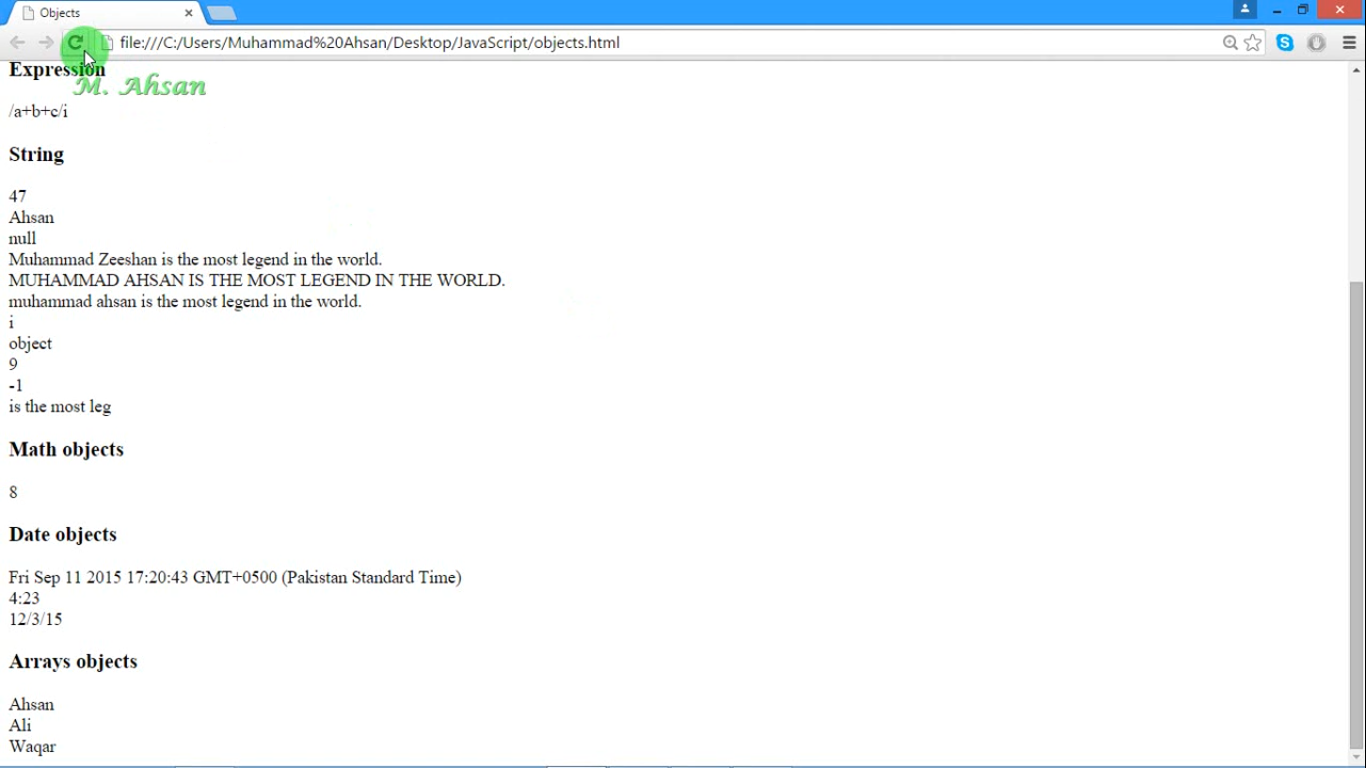 Objects
file:///C:/Users/Muhammad%20Ahsan/Desktop/JavaScript/objects.html
Expression
M. Ahsan
/a+b+c/i
String
47
Ahsan
null
Muhammad Zeeshan is the most legend in the world.
MUHAMMAD AHSAN IS THE MOST LEGEND IN THE WORLD.
muhammad ahsan is the most legend in the world.
i
object
9
-1
is the most leg
Math objects
8
Date objects
Fri Sep 11 2015 17:20:43 GMT+0500 (Pakistan Standard Time)
4:23
12/3/15
Arrays objects
Ahsan
Ali
Waqar